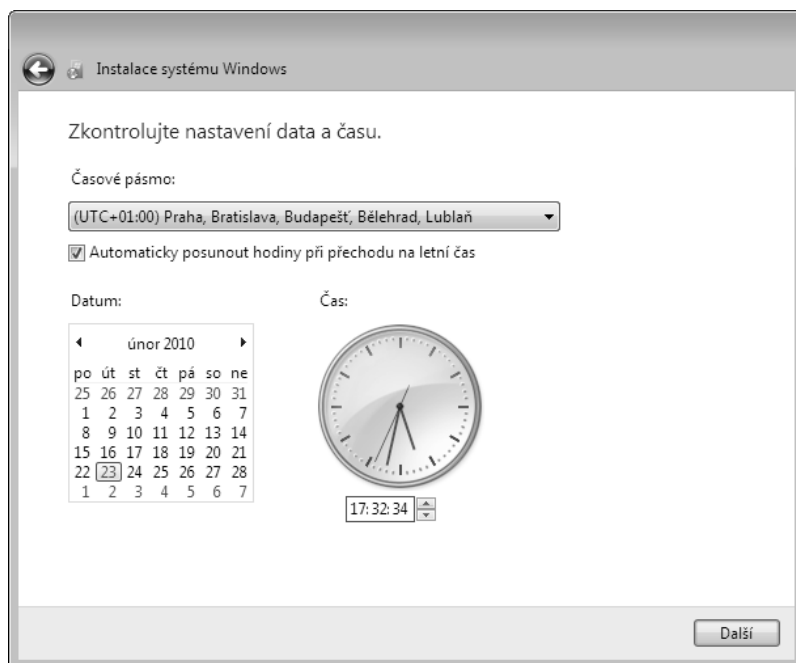 Instalace systému Windows
Zkontrolujte nastavení data a času.
Časové pásmo:
(UTC+01:00) Praha, Bratislava, Budapešť, Bělehrad, Lublaň
Automaticky posunout hodiny při přechodu na letní čas
Datum:
Čas:
únor 2010
po út st čt pá so ne
25 26 27 28 29 30 31
1 2 3 4 5 6 7
8 9 10 11 12 13 14
15 16 17 18 19 20 21
22 23 24 25 26 27 28
1 2 3 4 5 6 7
17:32:34
Další